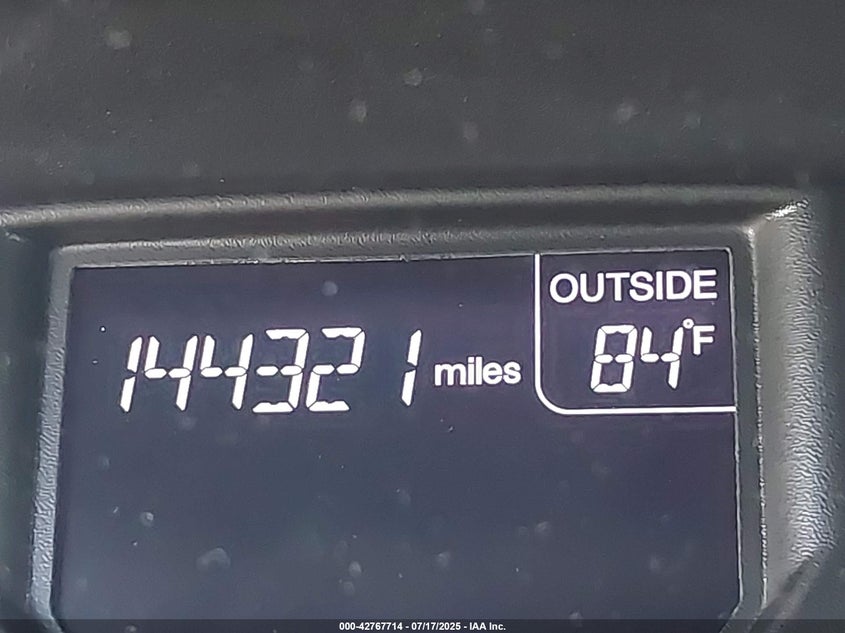 OUTSIDE
144321 miles
84°F
000-42767714 - 07/17/2025 - IAA Inc.